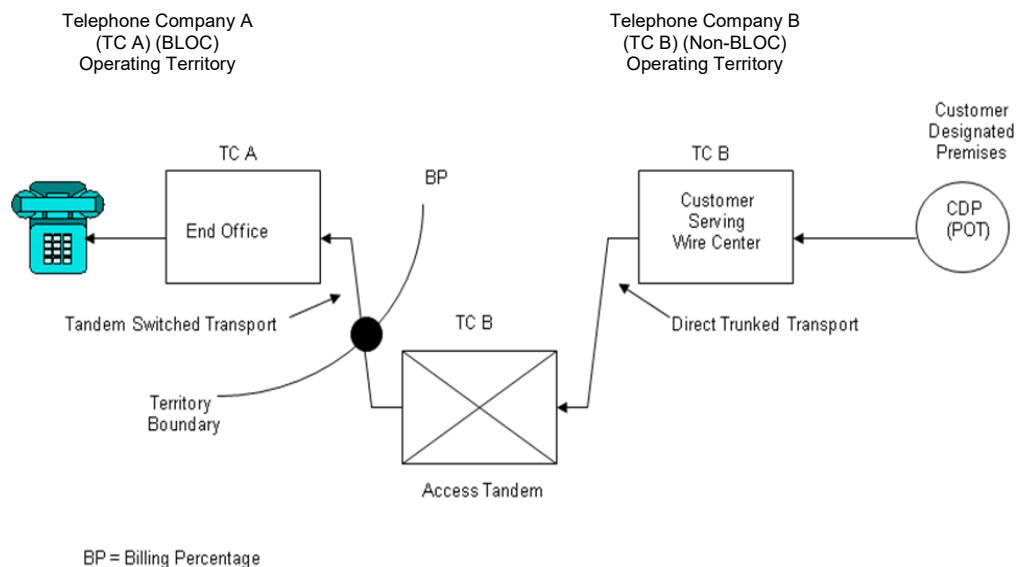 Telephone Company A
(TC A) (BLOC)
Operating Territory
Telephone Company B
(TC B) (Non-BLOC)
Operating Territory
Customer
Designated
Premises
TC A
BP
TC B
End Office
Customer
Serving
Wire Center
CDP
(POT)
Tandem Switched Transport
TC B
Direct Trunked Transport
Territory
Boundary
Access Tandem
BP = Billing Percentage